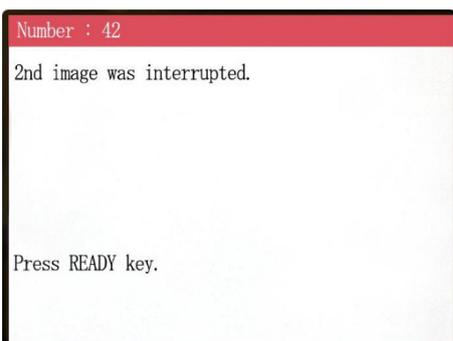 Number : 42
2nd image was interrupted.
Press READY key.